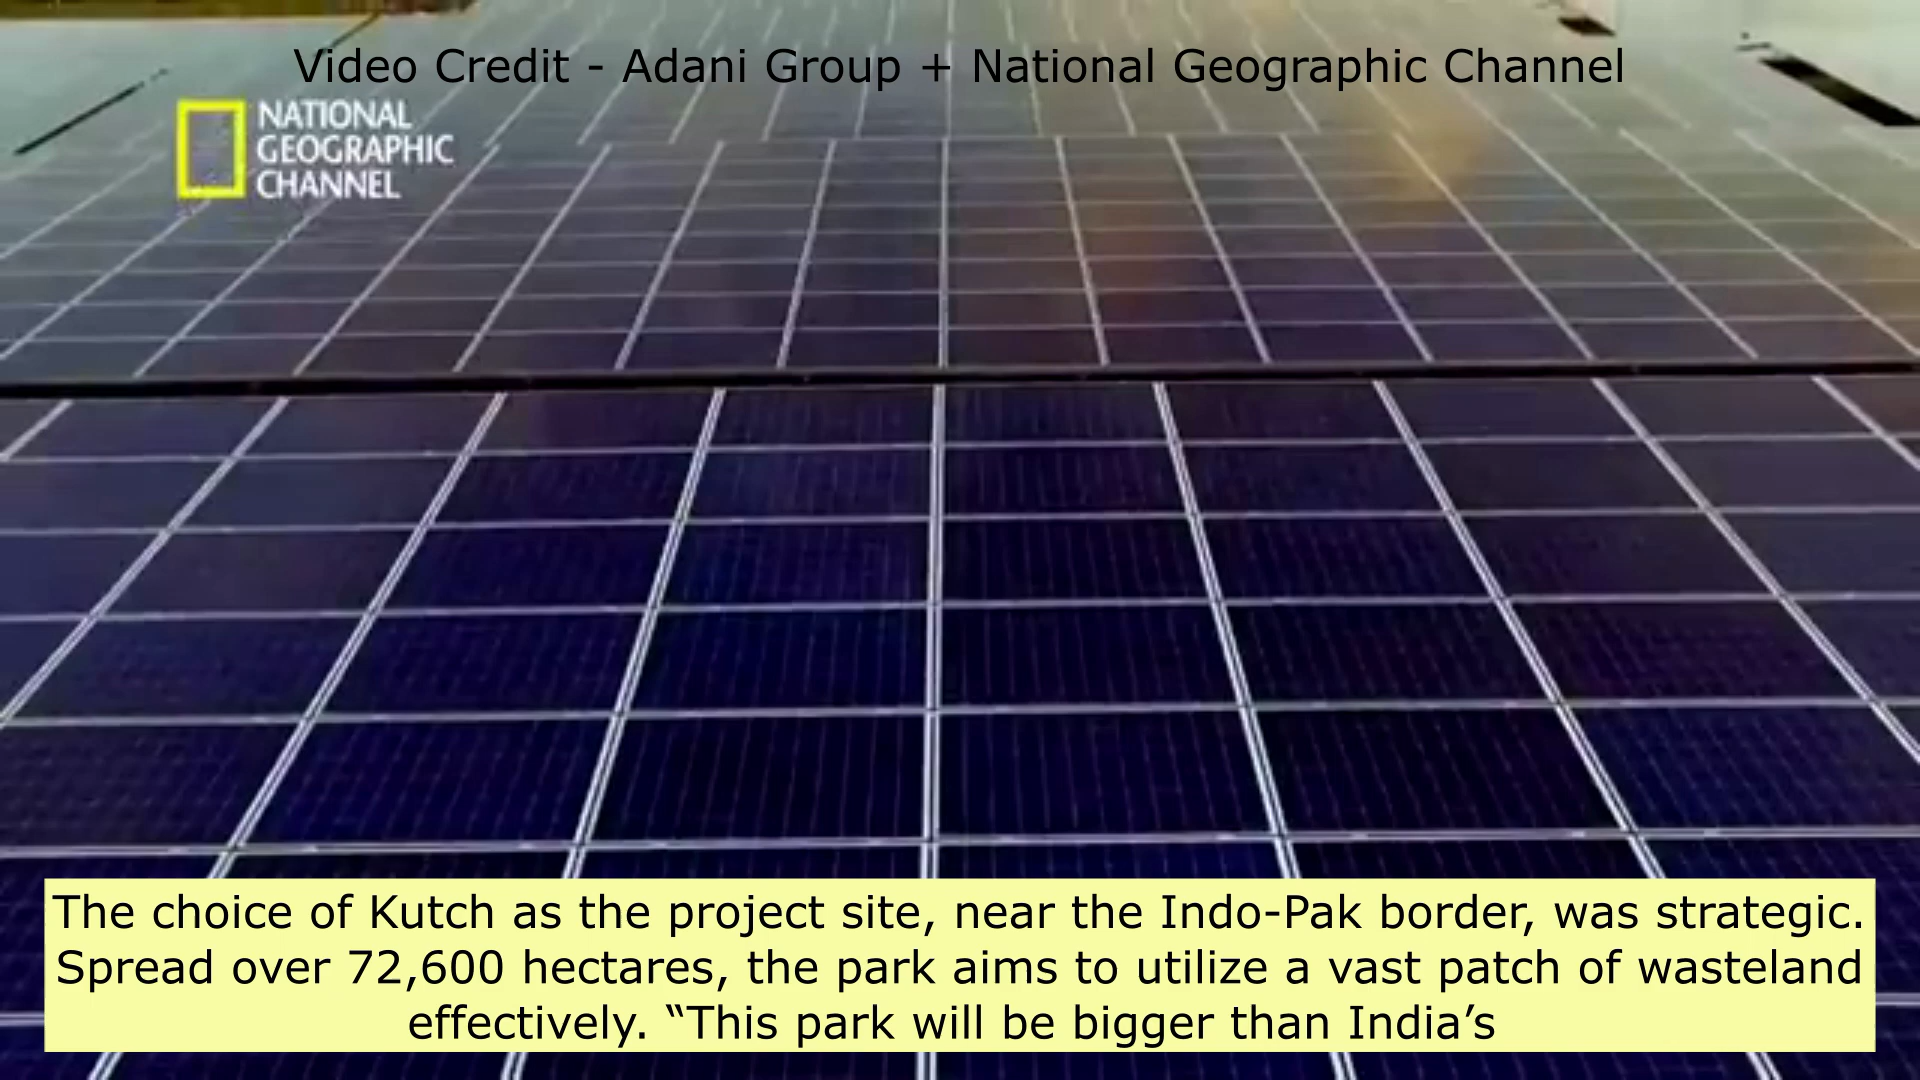 Video Credit - Adani Group + National Geographic Channel
NATIONAL
GEOGRAPHIC
CHANNEL
The choice of Kutch as the project site, near the Indo-Pak border, was strategic.
Spread over 72,600 hectares, the park aims to utilize a vast patch of wasteland
effectively. “This park will be bigger than India’s